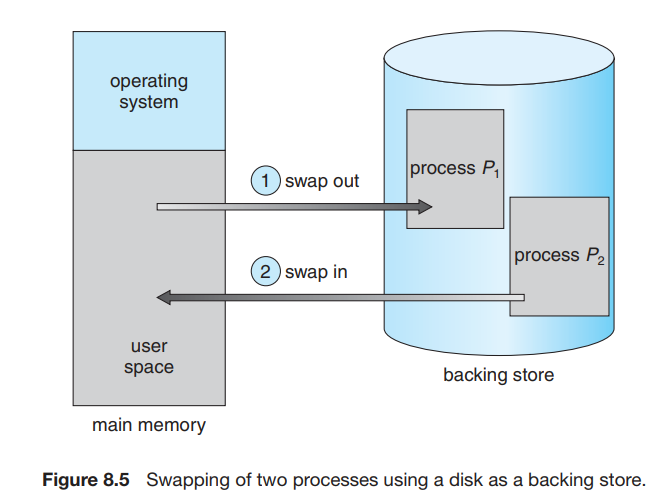 operating
system
process P1
1 swap out
process P2
2 swap in
user
space
backing store
main memory
Figure 8.5 Swapping of two processes using a disk as a backing store.